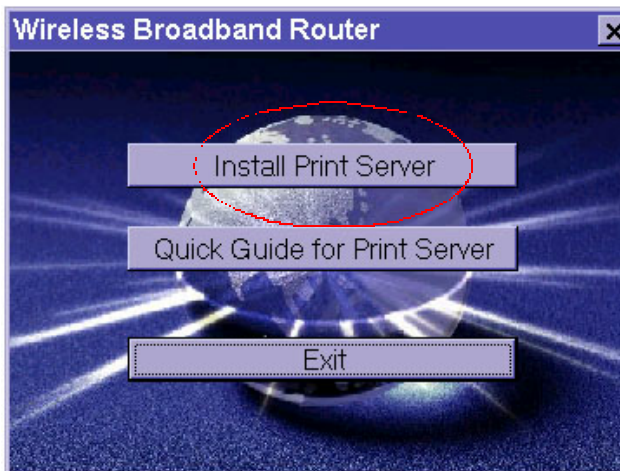 Wireless Broadband Router
Install Print Server
Quick Guide for Print Server
Exit